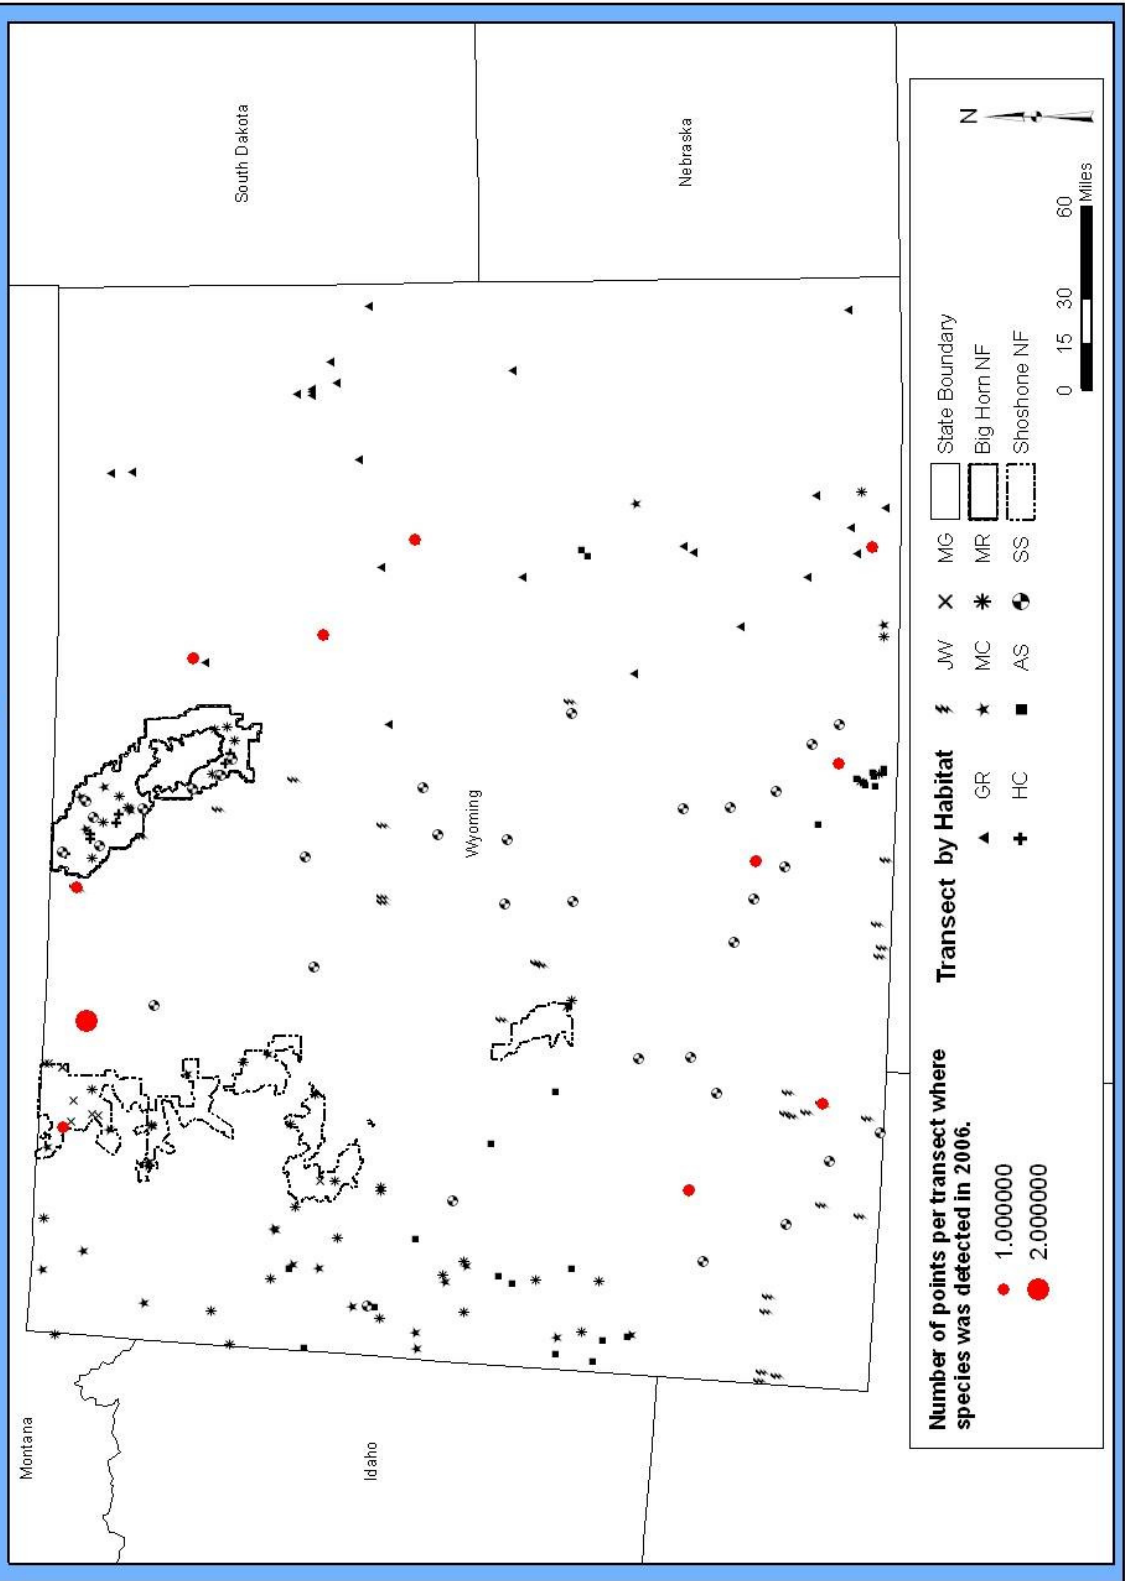 Montana
Idaho
Wyoming
South Dakota
Nebraska
Number of points per transect where
species was detected in 2006.
1.000000
2.000000
Transect by Habitat
GR
HC
JW
MC
AS
MG
MR
SS
State Boundary
Big Horn NF
Shoshone NF
N
0 15 30 60
Miles